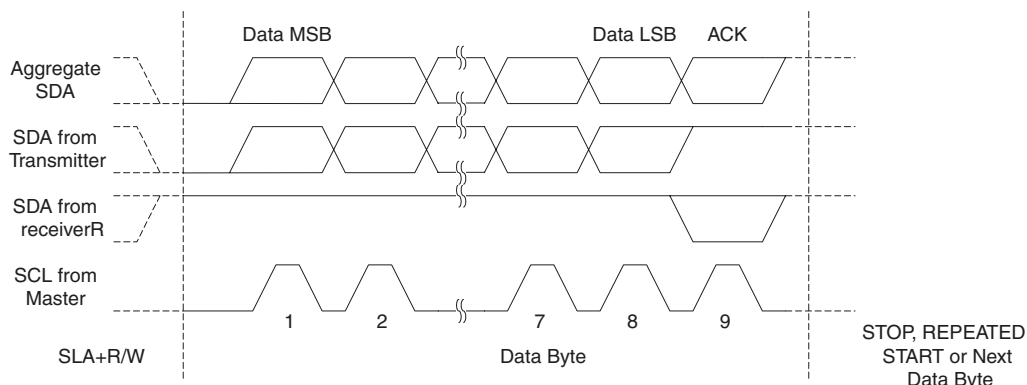 Data MSB
Data LSB
ACK
Aggregate
SDA
SDA from
Transmitter
SDA from
receiverR
SCL from
Master
1
2
7
8
9
SLA+R/W
Data Byte
STOP, REPEATED
START or Next
Data Byte